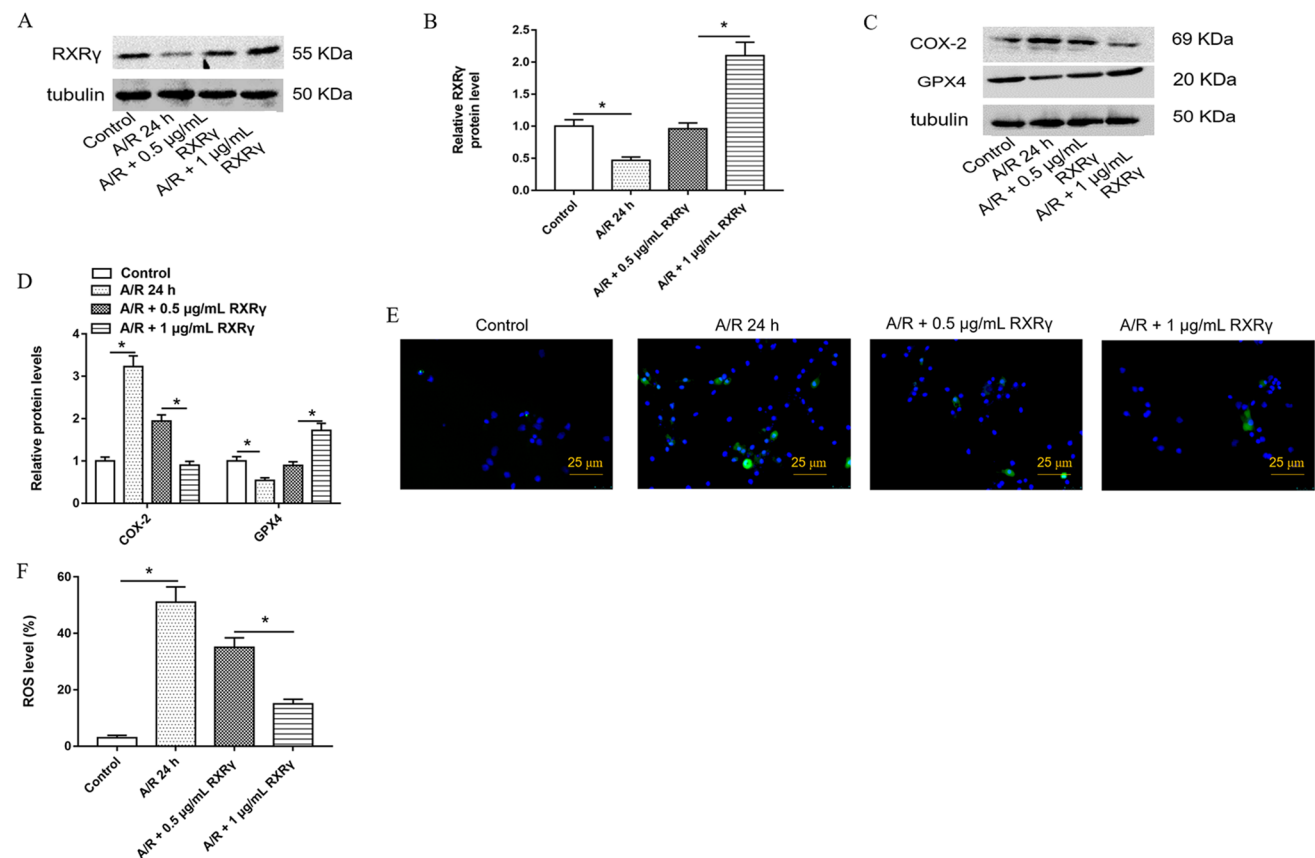 A
RXRγ
55 KDa
tubulin
50 KDa
Control
A/R 24 h
A/R + 0.5 µg/mL
RXRγ
A/R + 1 µg/mL
RXRγ
B
Relative RXRγ
protein level
2.5
2.0
1.5
1.0
0.5
0.0
*
*
Control
A/R 24 h
A/R + 0.5 µg/mL RXRγ
A/R + 1 µg/mL RXRγ
C
COX-2
69 KDa
GPX4
20 KDa
tubulin
50 KDa
Control
A/R 24 h
A/R + 0.5 µg/mL
RXRγ
A/R + 1 µg/mL
RXRγ
D
Control
A/R 24 h
A/R + 0.5 µg/mL RXRγ
A/R + 1 µg/mL RXRγ
Relative protein levels
4
3
2
1
0
*
*
*
*
COX-2
GPX4
E
Control
A/R 24 h
A/R + 0.5 µg/mL RXRγ
A/R + 1 µg/mL RXRγ
25 µm
25 µm
25 µm
25 µm
F
ROS level (%)
60
40
20
0
*
*
Control
A/R 24 h
A/R + 0.5 µg/mL RXRγ
A/R + 1 µg/mL RXRγ